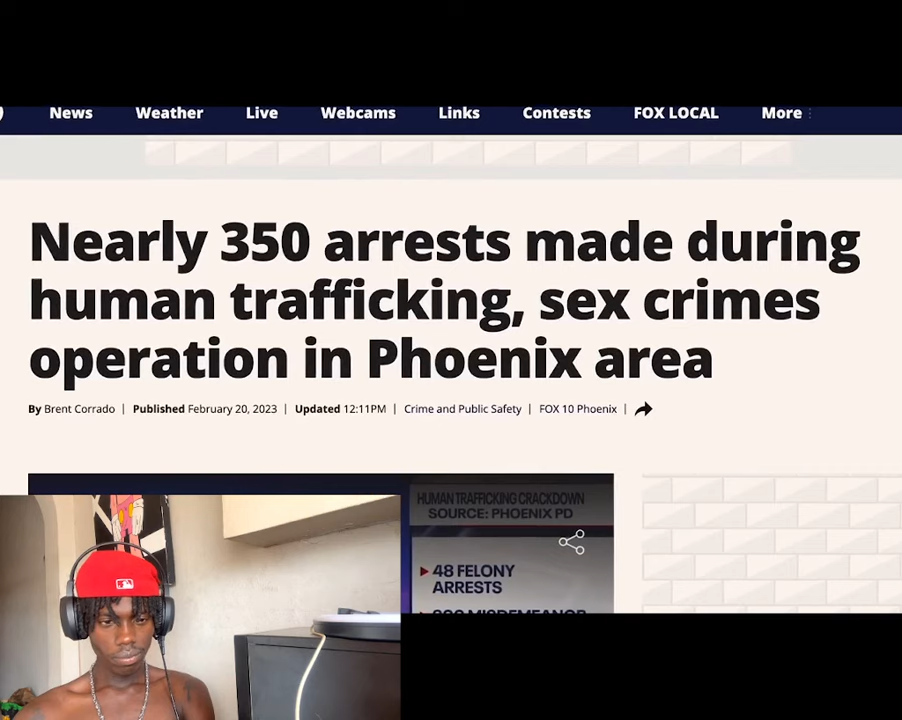 News Weather Live Webcams Links Contests FOX LOCAL More
Nearly 350 arrests made during
human trafficking, sex crimes
operation in Phoenix area
By Brent Corrado | Published February 20, 2023 | Updated 12:11PM | Crime and Public Safety | FOX 10 Phoenix |
HUMAN TRAFFICKING CRACKDOWN
SOURCE: PHOENIX PD
48 FELONY
ARRESTS
MISDEMEANOR